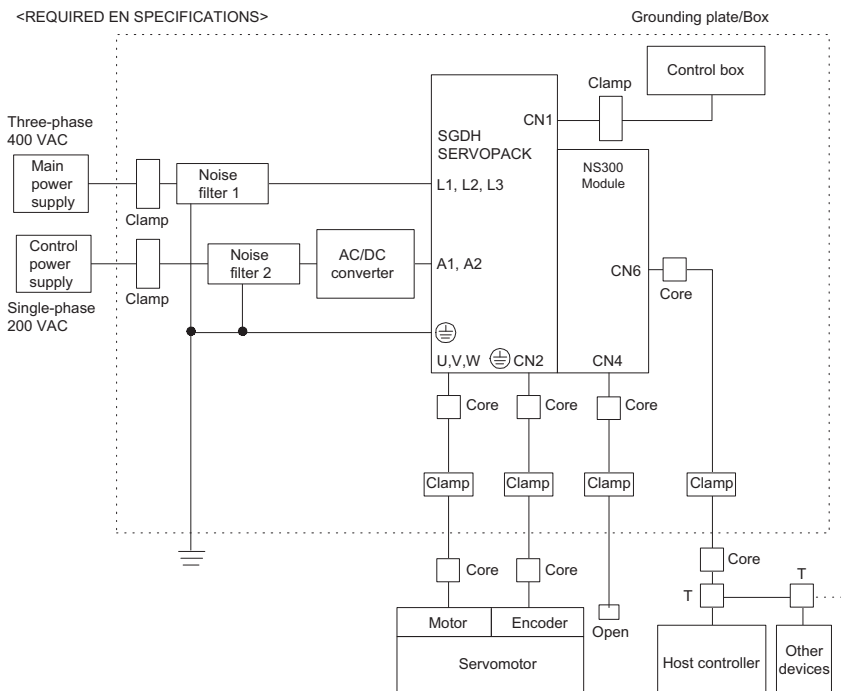 <REQUIRED EN SPECIFICATIONS>
Grounding plate/Box
Control box
Clamp
CN1
SGDH
SERVOPACK
Three-phase
400 VAC
Main
power
supply
Clamp
Noise
filter 1
L1, L2, L3
NS300
Module
Control
power
supply
Clamp
Single-phase
200 VAC
Noise
filter 2
AC/DC
converter
A1, A2
CN6
Core
U,V,W
CN2
CN4
Core
Core
Core
Clamp
Clamp
Clamp
Clamp
Core
Core
Core
T
T
Motor
Encoder
Open
Servomotor
Host controller
Other
devices